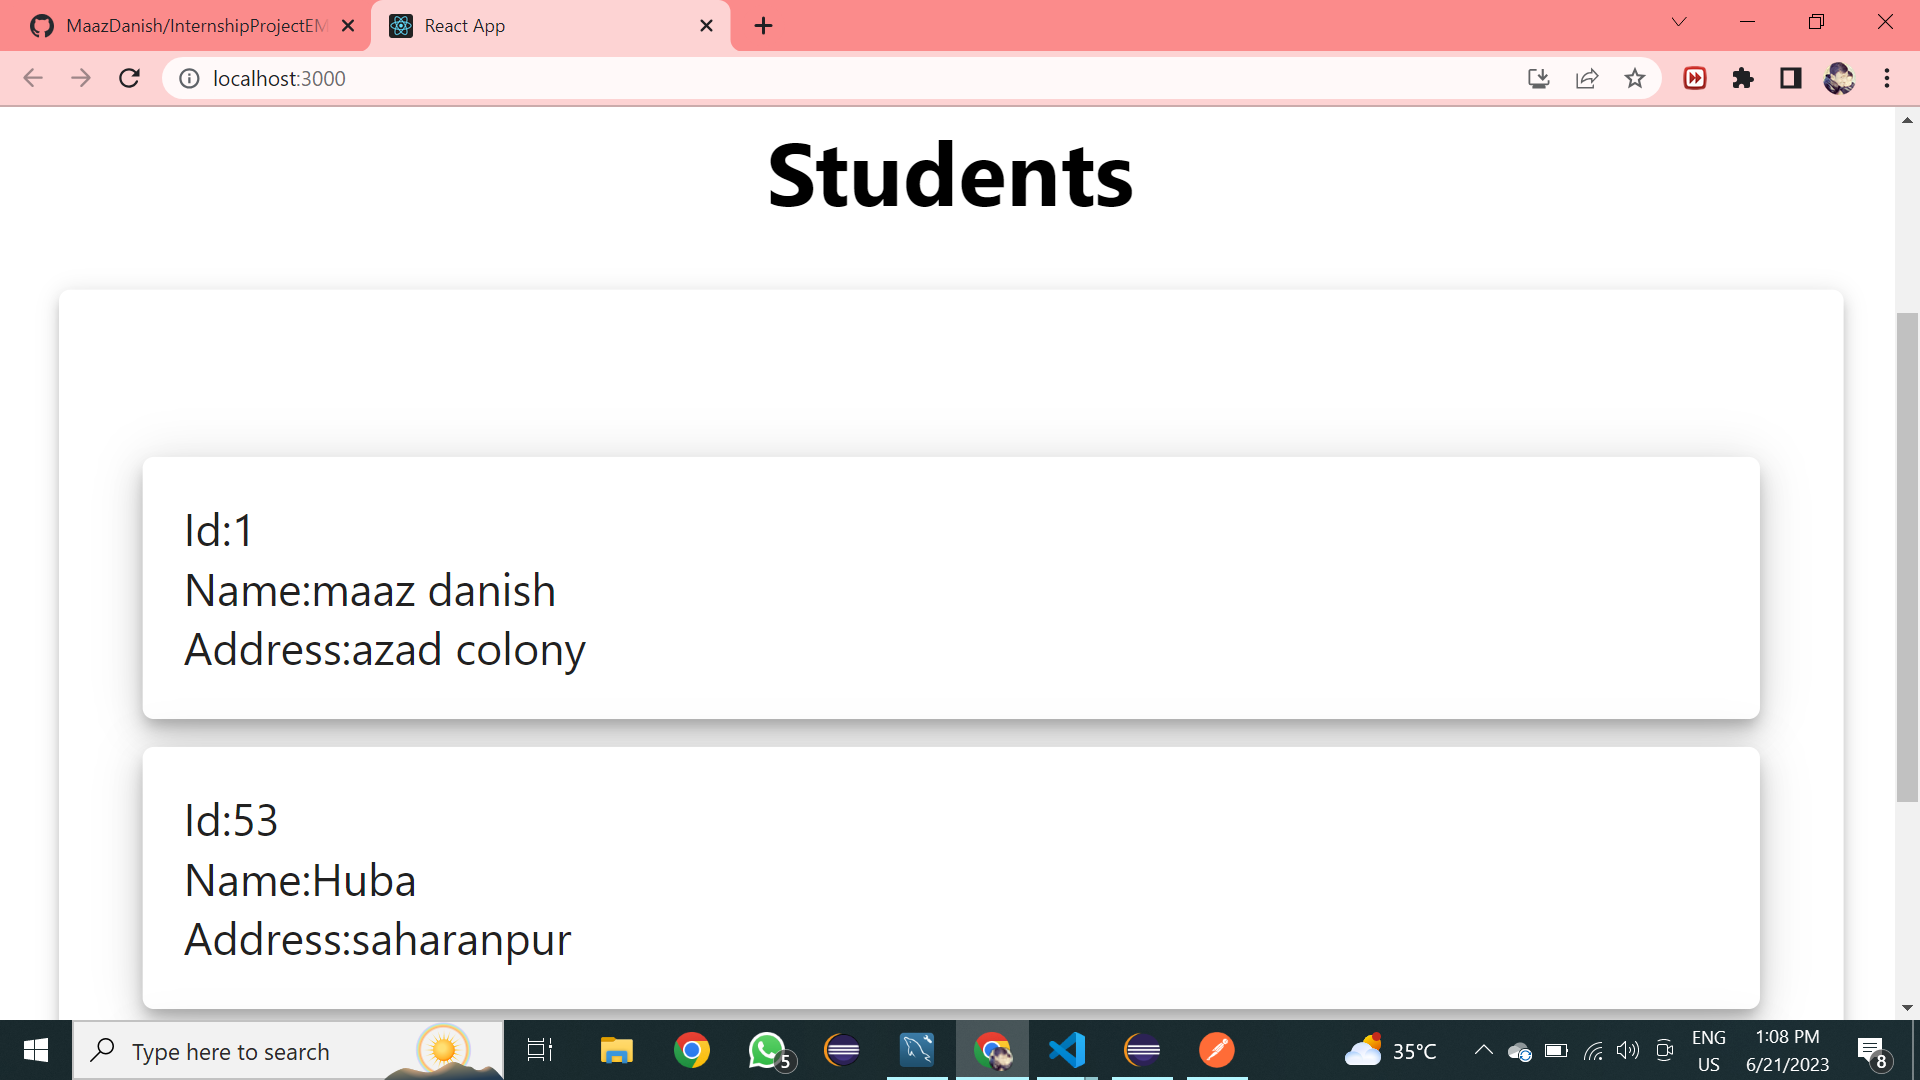 MaazDanish/InternshipProjectEM
React App
localhost:3000
Students
Id:1
Name:maaz danish
Address:azad colony
Id:53
Name:Huba
Address:saharanpur
Type here to search
5
35°C
ENG
US
1:08 PM
6/21/2023
8